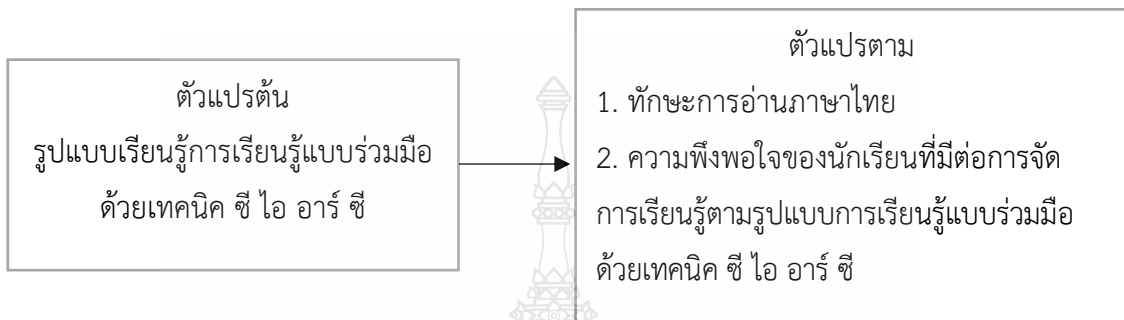 ตัวแปรต้น
รูปแบบเรียนรู้การเรียนรู้แบบร่วมมือ
ด้วยเทคนิค ซี ไอ อาร์ ซี
ตัวแปรตาม
1. ทักษะการอ่านภาษาไทย
2. ความพึงพอใจของนักเรียนที่มีต่อการจัด
การเรียนรู้ตามรูปแบบการเรียนรู้แบบร่วมมือ
ด้วยเทคนิค ซี ไอ อาร์ ซี